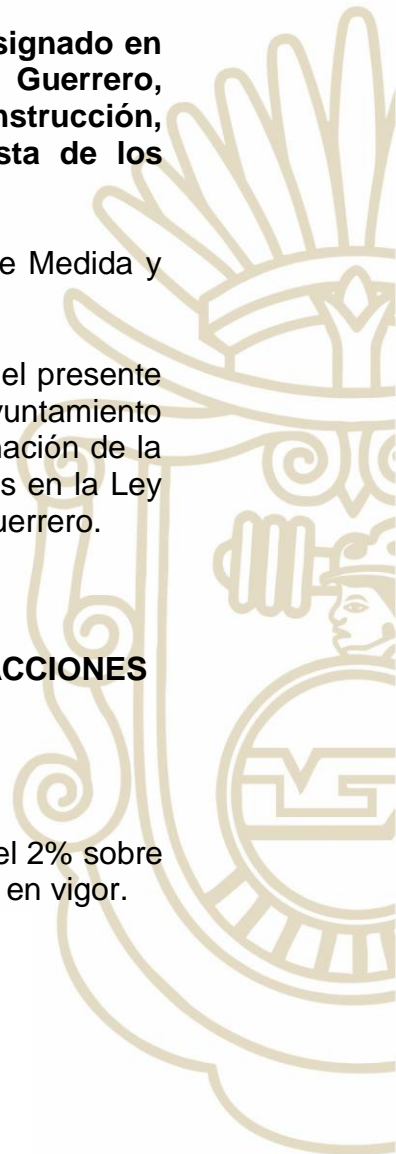 signado en
Guerrero,
nstrucción,
sta de los
e Medida y
el presente
yuntamiento
nación de la
s en la Ley
uerrero.
ACCIONES
el 2% sobre
en vigor.